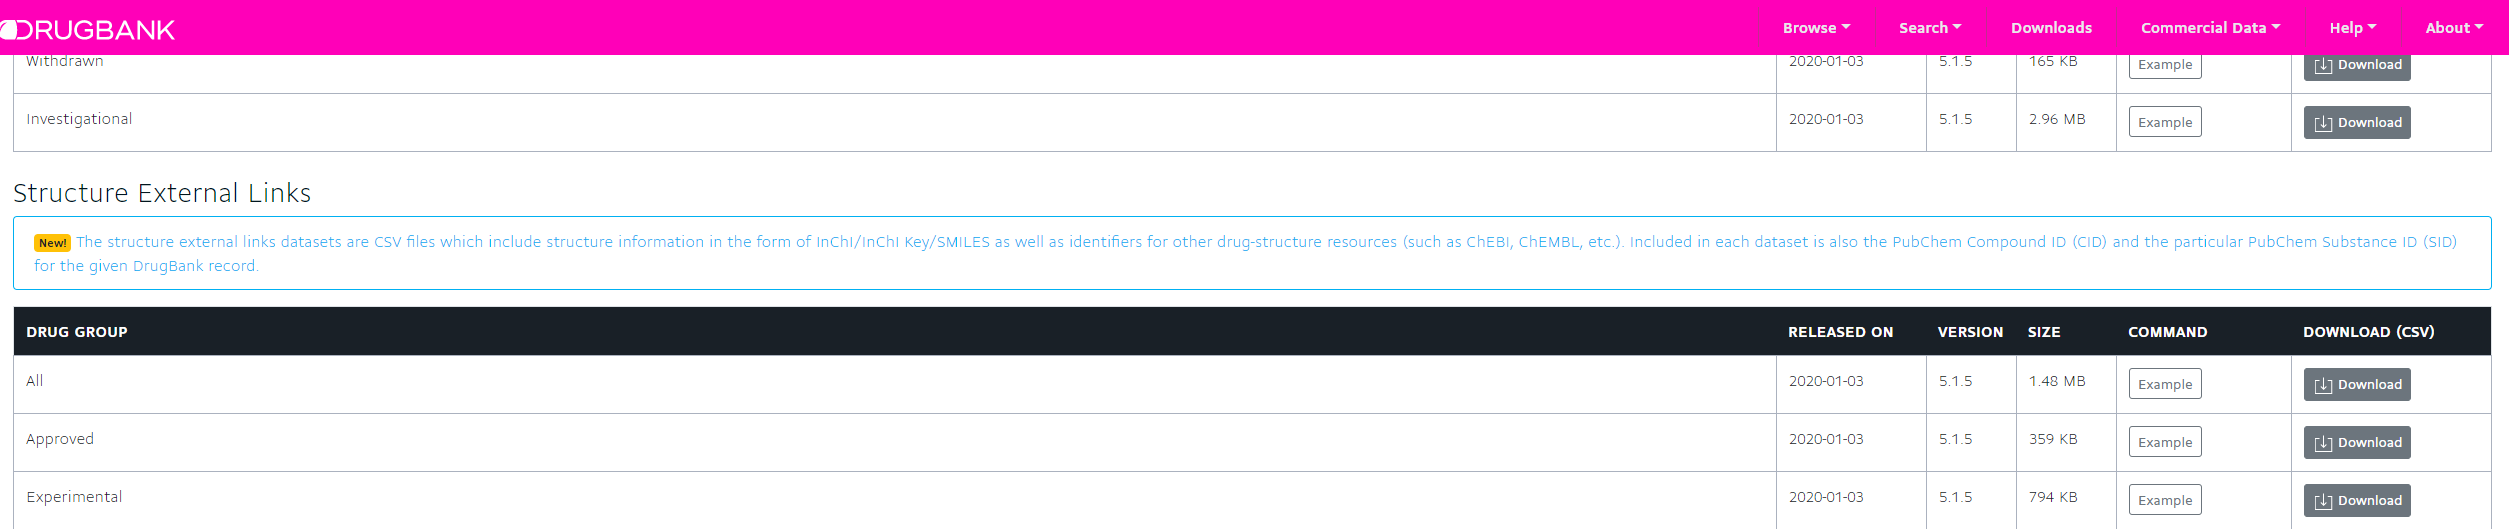 DRUGBANK Browse Search Downloads Commercial Data Help About
Withdrawn 2020-01-03 5.1.5 165 KB Example Download
Investigational 2020-01-03 5.1.5 2.96 MB Example Download
Structure External Links
New! The structure external links datasets are CSV files which include structure information in the form of InChI/InChI Key/SMILES as well as identifiers for other drug-structure resources (such as ChEBI, ChEMBL, etc.). Included in each dataset is also the PubChem Compound ID (CID) and the particular PubChem Substance ID (SID)
for the given DrugBank record.
DRUG GROUP RELEASED ON VERSION SIZE COMMAND DOWNLOAD (CSV)
All 2020-01-03 5.1.5 1.48 MB Example Download
Approved 2020-01-03 5.1.5 359 KB Example Download
Experimental 2020-01-03 5.1.5 794 KB Example Download